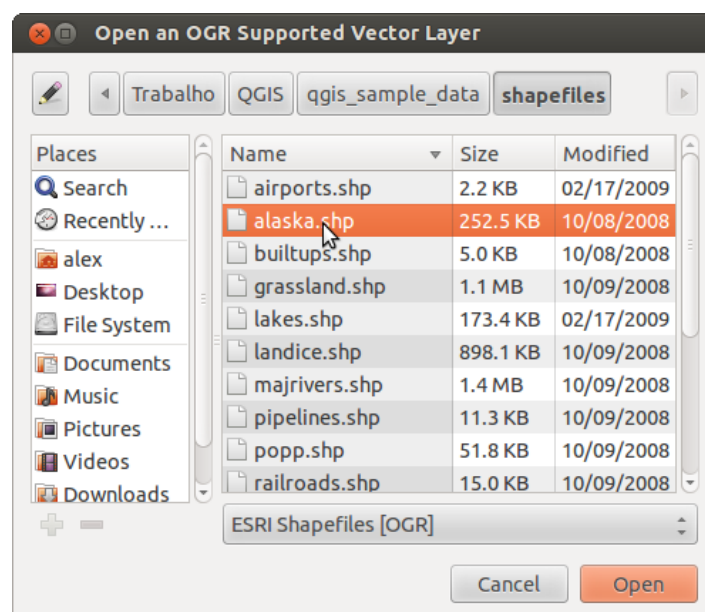 Open an OGR Supported Vector Layer
Trabalho QGIS qgis_sample_data shapefiles
Places
Search
Recently ...
alex
Desktop
File System
Documents
Music
Pictures
Videos
Downloads
Name Size Modified
airports.shp 2.2 KB 02/17/2009
alaska.shp 252.5 KB 10/08/2008
builtups.shp 5.0 KB 10/08/2008
grassland.shp 1.1 MB 10/09/2008
lakes.shp 173.4 KB 02/17/2009
landice.shp 898.1 KB 10/09/2008
majrivers.shp 1.4 MB 10/09/2008
pipelines.shp 11.3 KB 10/09/2008
popp.shp 51.8 KB 10/09/2008
railroads.shp 15.0 KB 10/09/2008
ESRI Shapefiles [OGR]
Cancel Open